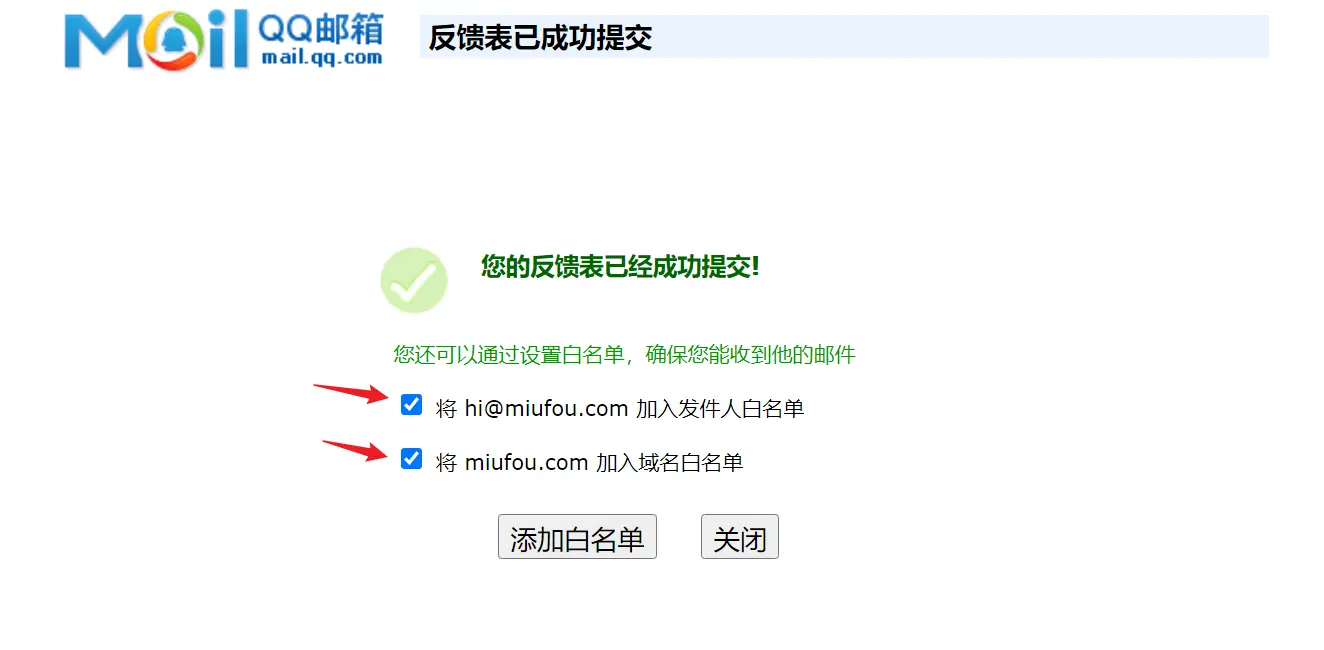 Mail QQ邮箱
mail.qq.com
反馈表已成功提交
您的反馈表已经成功提交!
您还可以通过设置白名单，确保您能收到他的邮件
将 hi@miufou.com 加入发件人白名单
将 miufou.com 加入域名白名单
添加白名单 关闭